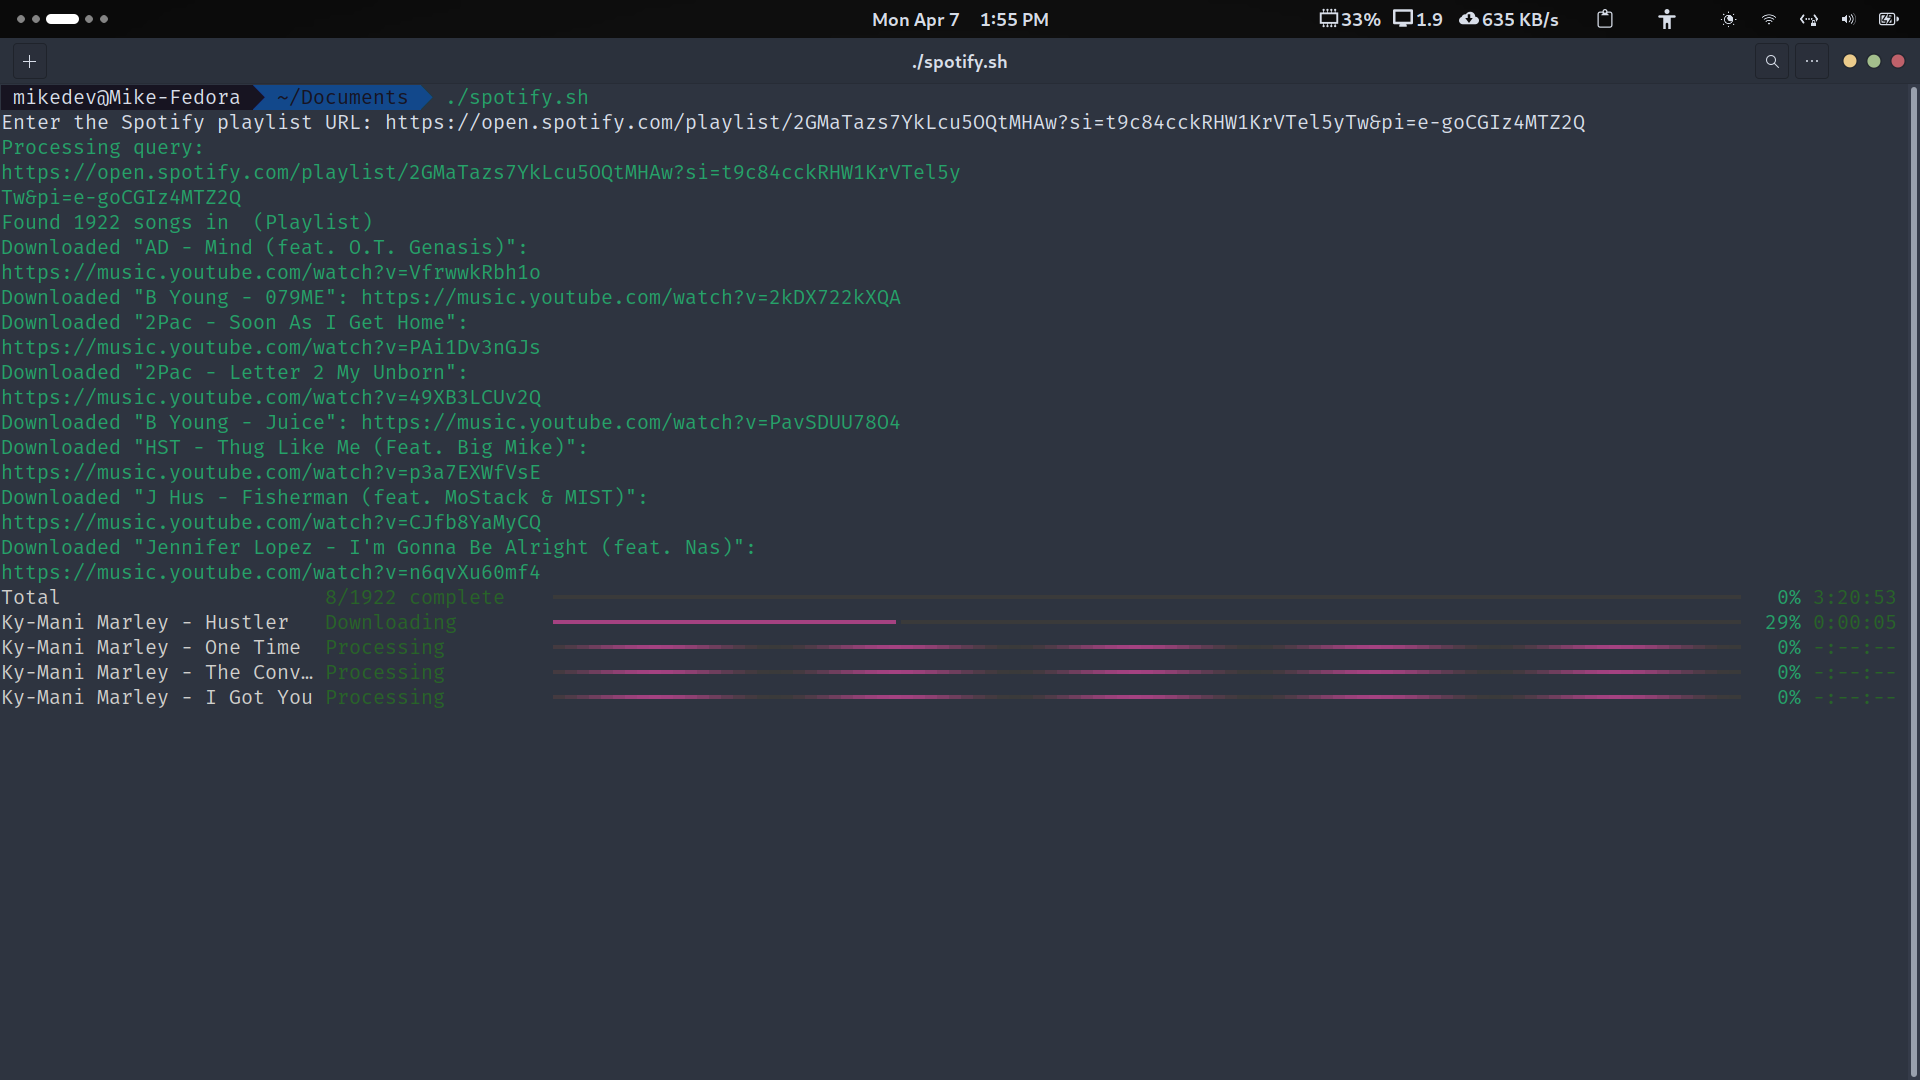 Mon Apr 7 1:55 PM 33% 1.9 635 KB/s
./spotify.sh
mikedev@Mike-Fedora ~/Documents ./spotify.sh
Enter the Spotify playlist URL: https://open.spotify.com/playlist/2GMaTazs7YkLcu5OQtMHAw?si=t9c84cckRHW1KrVTel5yTw&pi=e-goCGIz4MTZ2Q
Processing query:
https://open.spotify.com/playlist/2GMaTazs7YkLcu5OQtMHAw?si=t9c84cckRHW1KrVTel5y
Tw&pi=e-goCGIz4MTZ2Q
Found 1922 songs in  (Playlist)
Downloaded "AD - Mind (feat. O.T. Genasis)":
https://music.youtube.com/watch?v=VfrwwkRbh1o
Downloaded "B Young - 079ME": https://music.youtube.com/watch?v=2kDX722kXQA
Downloaded "2Pac - Soon As I Get Home":
https://music.youtube.com/watch?v=PAi1Dv3nGJs
Downloaded "2Pac - Letter 2 My Unborn":
https://music.youtube.com/watch?v=49XB3LCUv2Q
Downloaded "B Young - Juice": https://music.youtube.com/watch?v=PavSDUU78O4
Downloaded "HST - Thug Like Me (Feat. Big Mike)":
https://music.youtube.com/watch?v=p3a7EXWfVsE
Downloaded "J Hus - Fisherman (feat. MoStack & MIST)":
https://music.youtube.com/watch?v=CJfb8YaMyCQ
Downloaded "Jennifer Lopez - I'm Gonna Be Alright (feat. Nas)":
https://music.youtube.com/watch?v=n6qvXu60mf4
Total 8/1922 complete 0% 3:20:53
Ky-Mani Marley - Hustler Downloading 29% 0:00:05
Ky-Mani Marley - One Time Processing 0% -:--:--
Ky-Mani Marley - The Conv… Processing 0% -:--:--
Ky-Mani Marley - I Got You Processing 0% -:--:--